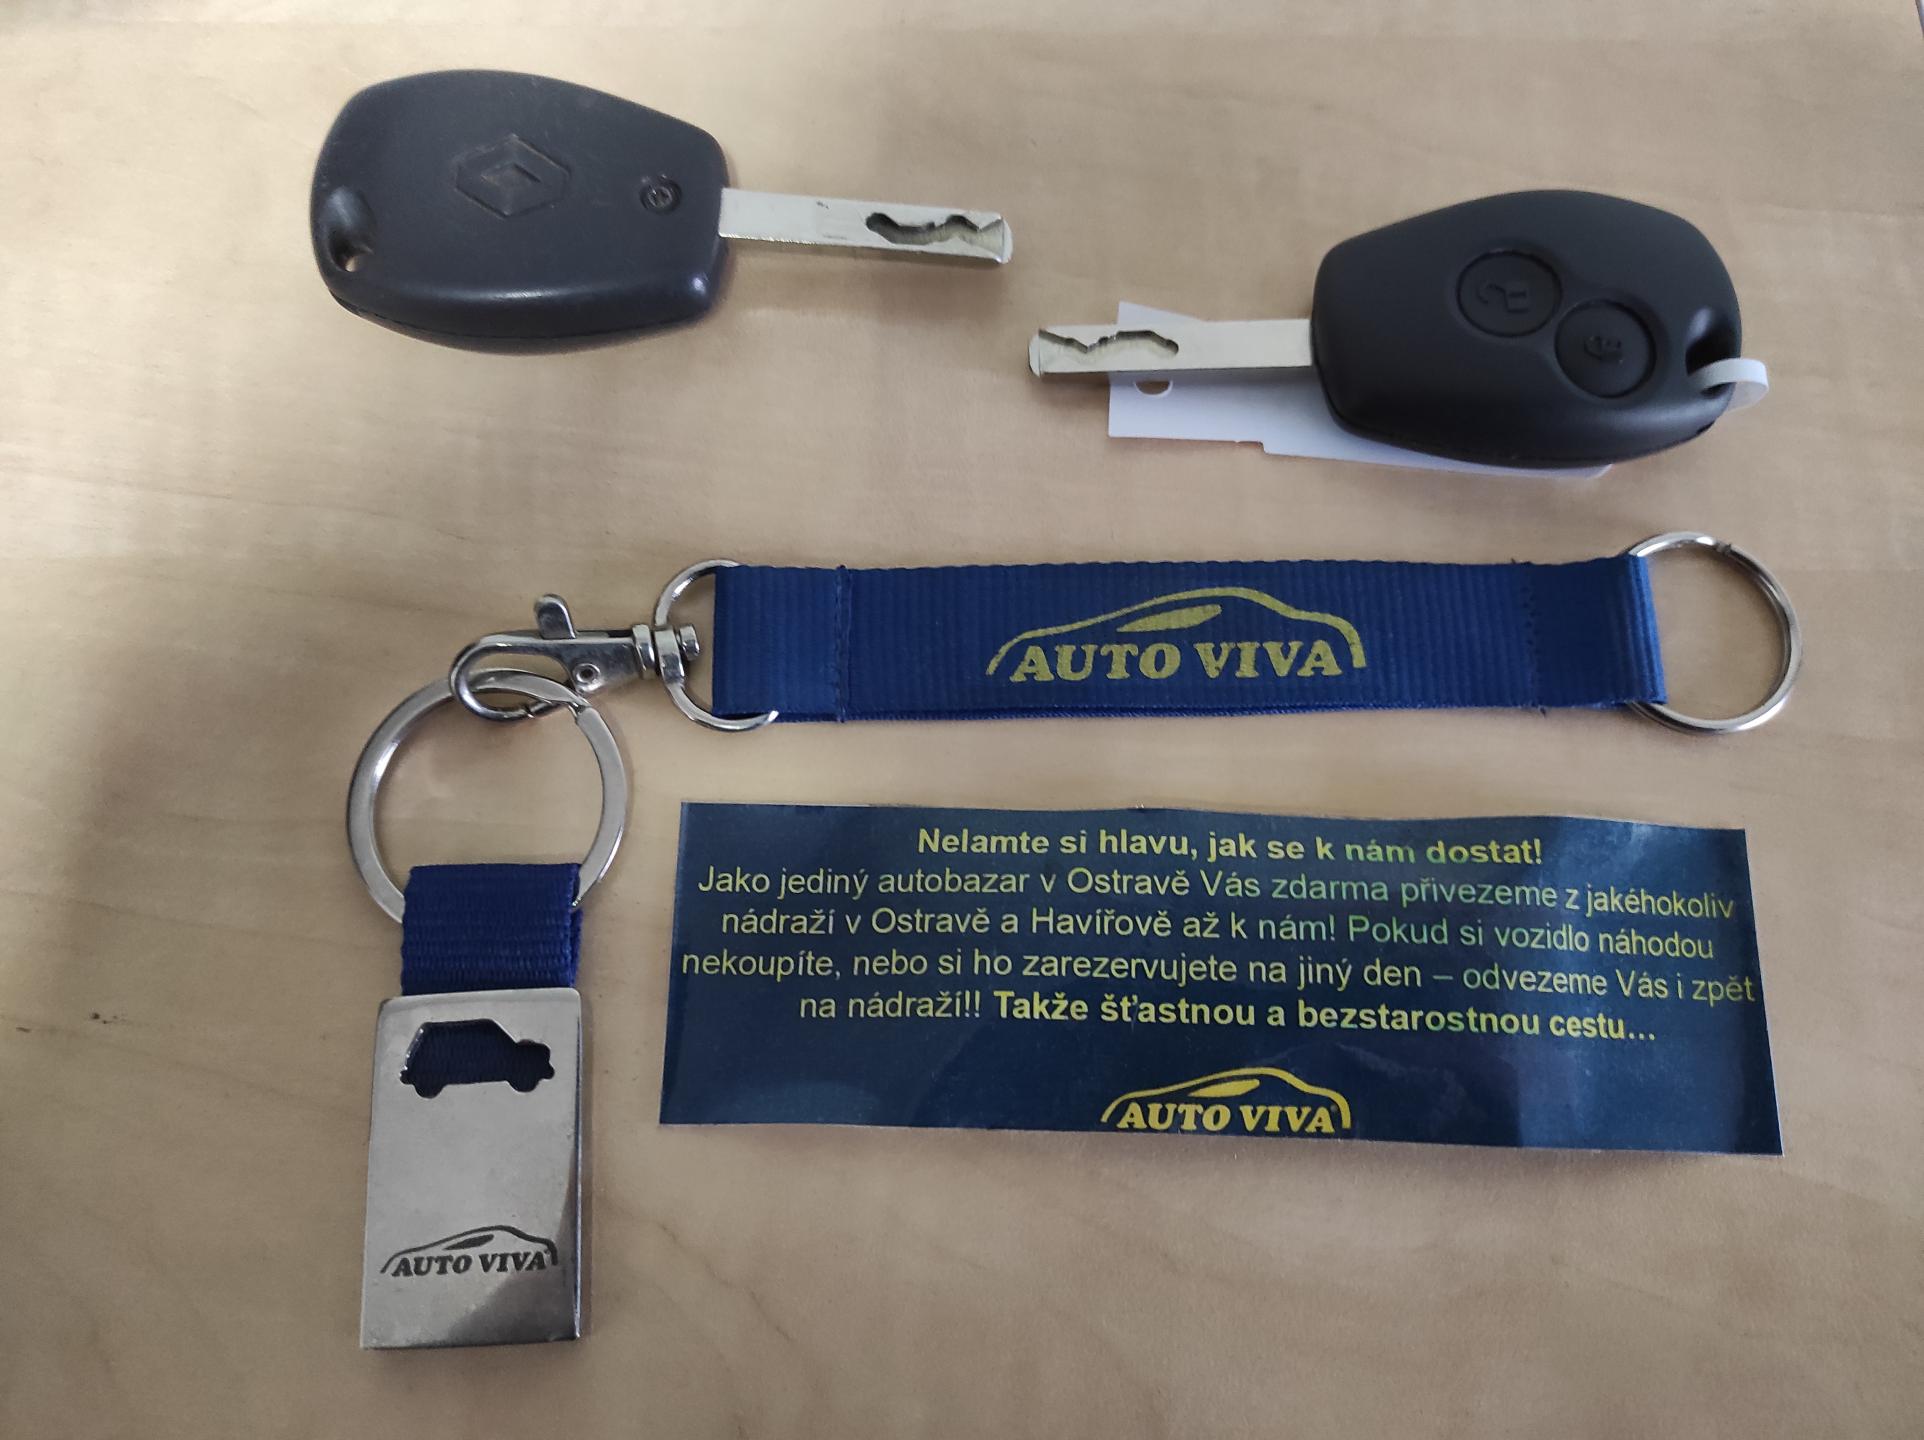 AUTO VIVA
Nelamte si hlavu, jak se k nám dostat!
Jako jediný autobazar v Ostravě Vás zdarma přivezeme z jakéhokoliv
nádraží v Ostravě a Havířově až k nám! Pokud si vozidlo náhodou
nekoupíte, nebo si ho zarezervujete na jiný den – odvezeme Vás i zpět
na nádraží!! Takže šťastnou a bezstarostnou cestu...
AUTO VIVA®
AUTO VIVA®